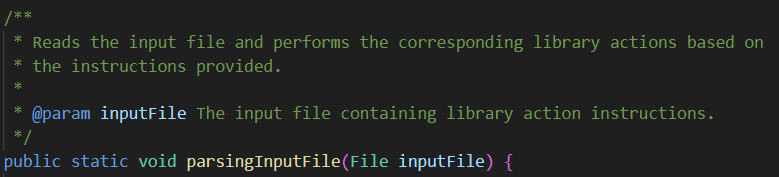 /**
* Reads the input file and performs the corresponding library actions based on
* the instructions provided.
*
* @param inputFile The input file containing library action instructions.
*/
public static void parsingInputFile(File inputFile) {